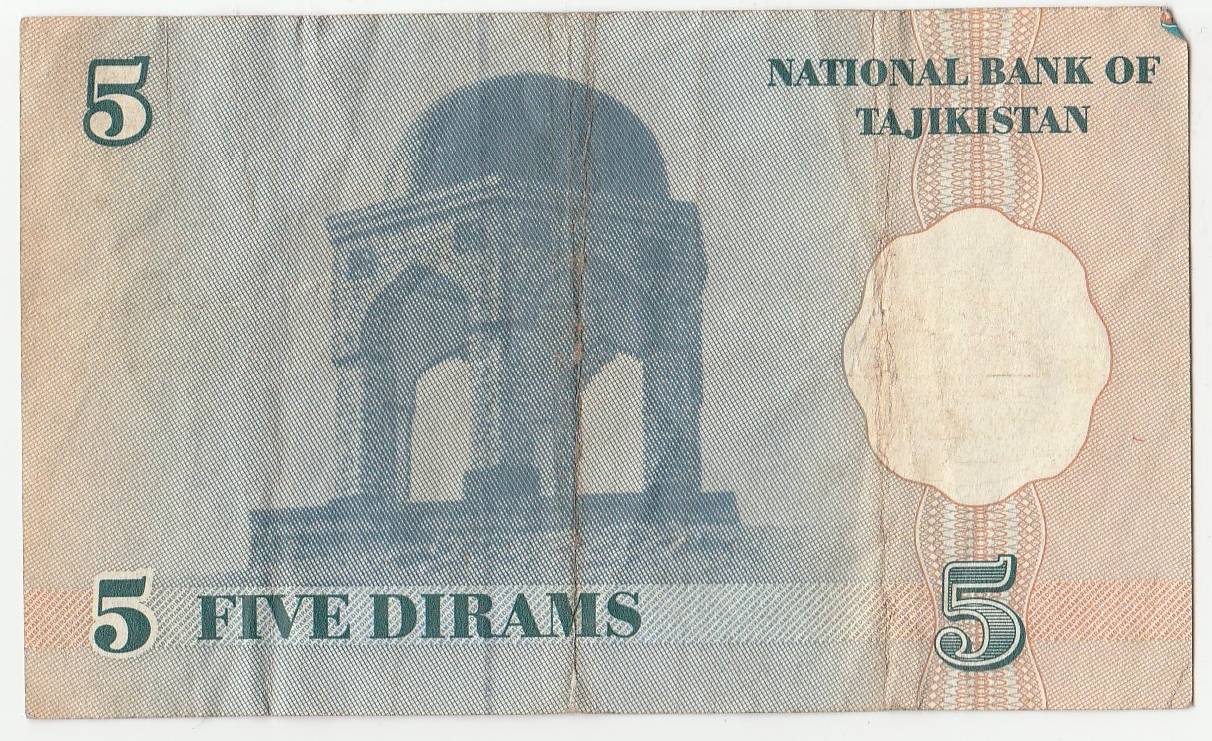 5
NATIONAL BANK OF
TAJIKISTAN
5 FIVE DIRAMS
5